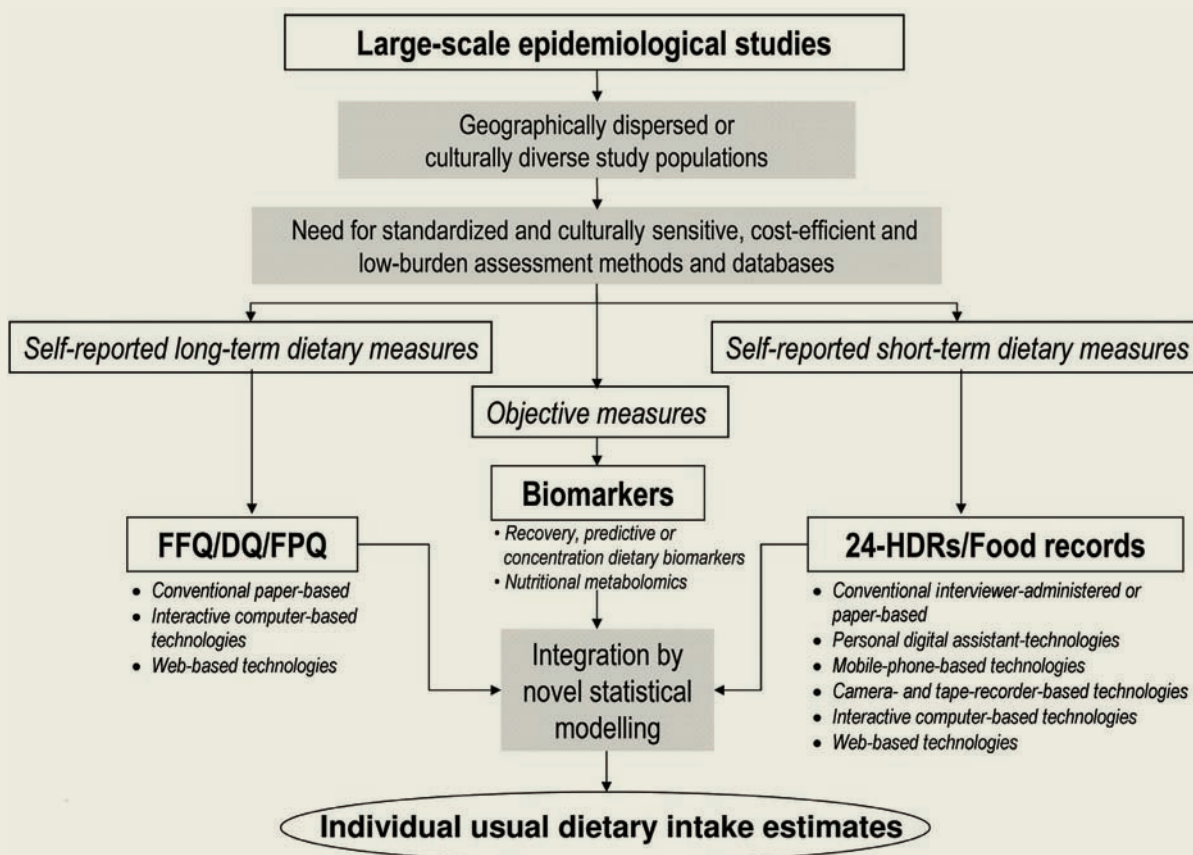 Large-scale epidemiological studies
Geographically dispersed or
culturally diverse study populations
Need for standardized and culturally sensitive, cost-efficient and
low-burden assessment methods and databases
Self-reported long-term dietary measures
Self-reported short-term dietary measures
Objective measures
Biomarkers
• Recovery, predictive or
concentration dietary biomarkers
• Nutritional metabolomics
FFQ/DQ/FPQ
• Conventional paper-based
• Interactive computer-based
technologies
• Web-based technologies
24-HDRs/Food records
• Conventional interviewer-administered or
paper-based
• Personal digital assistant-technologies
• Mobile-phone-based technologies
• Camera- and tape-recorder-based technologies
• Interactive computer-based technologies
• Web-based technologies
Integration by
novel statistical
modelling
Individual usual dietary intake estimates